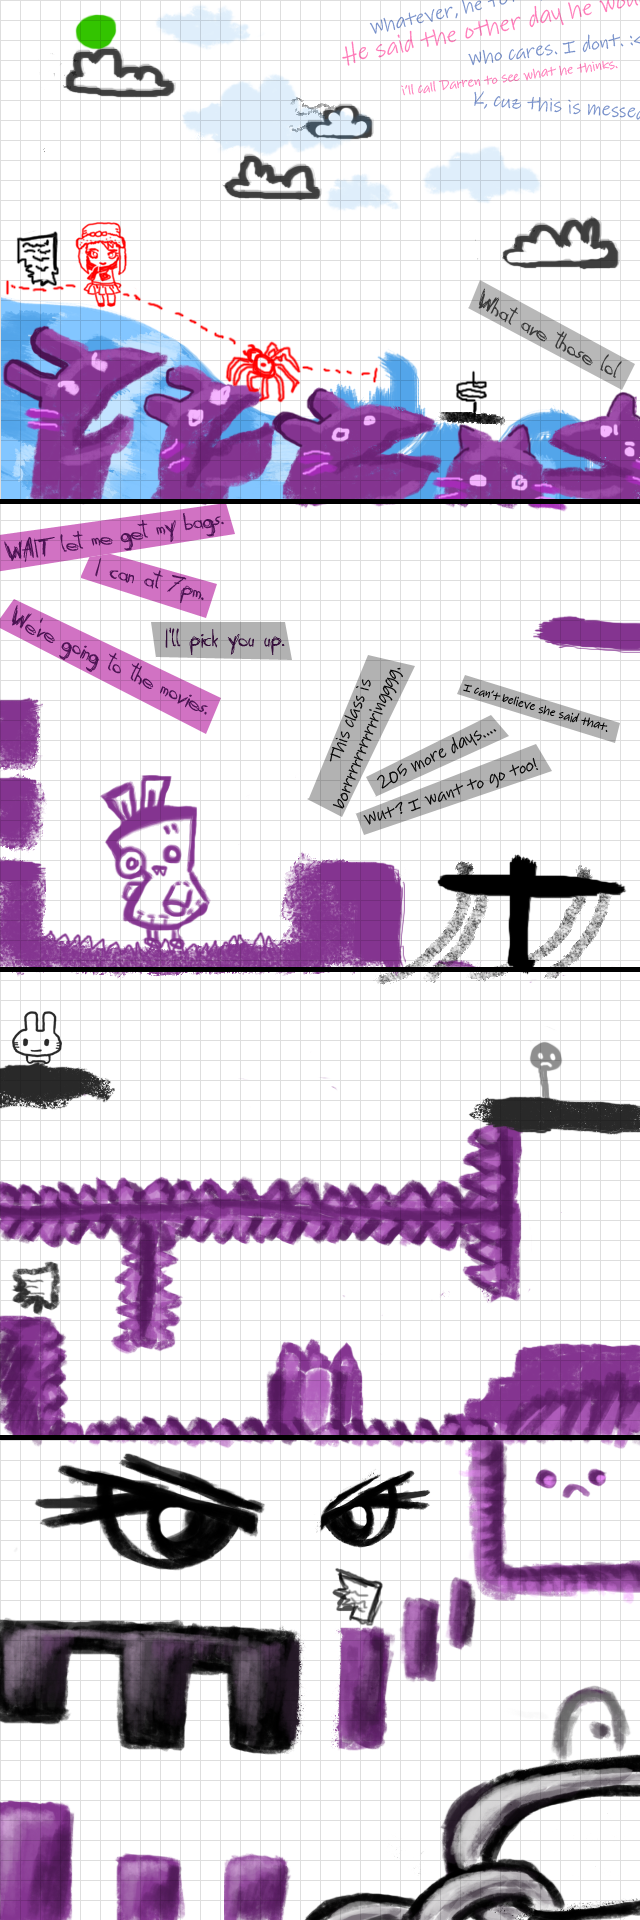 whatever, he
He said the other day he
who cares. I dont. :<
i'll call Darren to see what he thinks.
K, cuz this is
What are those lol
WAIT let me get my bags.
I can at 7pm.
I'll pick you up.
We're going to the movies.
This class is
borrrrrrrrrrrrringggg.
I can't believe she said that.
205 more days....
Wut? I want to go too!